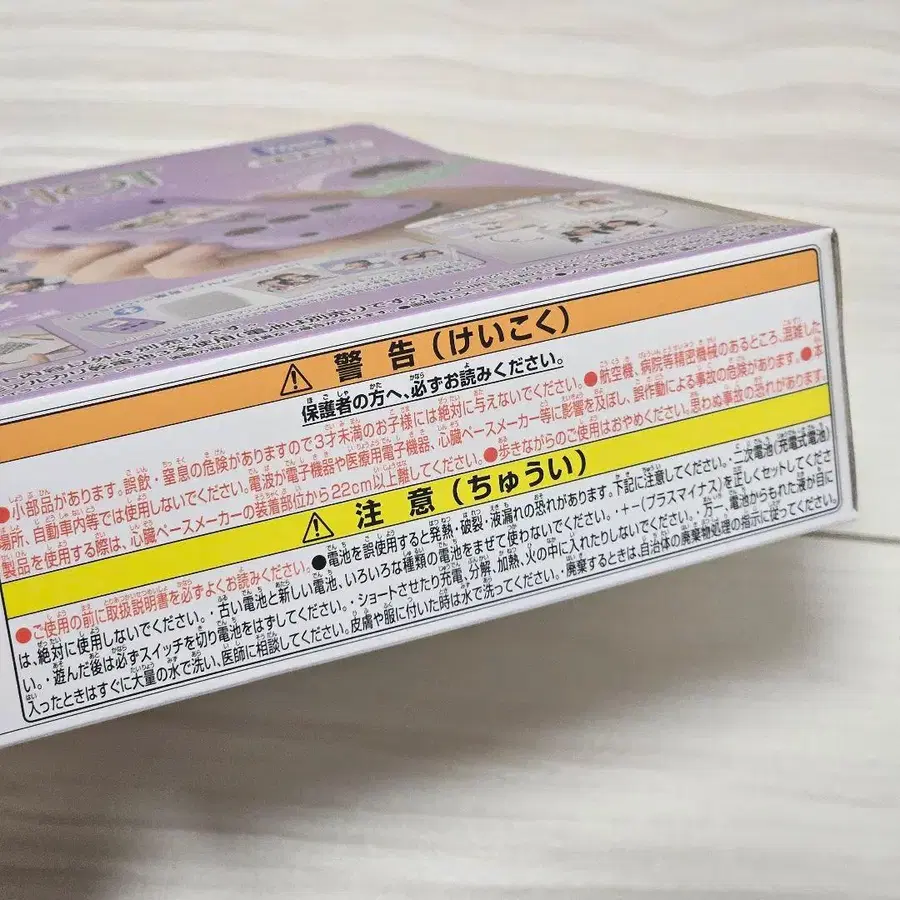 ⚠ 警告(けいこく)
保護者の方へ、必ずお読みください。
●小部品があります。誤飲・窒息の危険がありますので3才未満のお子様には絶対に与えないでください。●航空機、病院等精密機械のあるところ、混雑した
場所、自動車内等では使用しないでください。電波が電子機器や医療用電子機器、心臓ペースメーカー等に影響を及ぼし、誤作動による事故の危険があります。●本
製品を使用する際は、心臓ペースメーカーの装着部位から22cm以上離してください。●歩きながらのご使用はおやめください。思わぬ事故の恐れがあります。
⚠ 注意(ちゅうい)
●ご使用の前に取扱説明書を必ずよくお読みください。●電池を誤使用すると発熱、破裂、液漏れの恐れがあります。下記に注意してください。・二次電池(充電式電池)
は、絶対に使用しないでください。・古い電池と新しい電池、いろいろな種類の電池をまぜて使わないでください。・+−(プラスマイナス)を正しくセットしてくださ
い。・遊んだ後は必ずスイッチを切り電池をはずしてください。・ショートさせたり充電、分解、加熱、火の中に入れたりしないでください。・万一、電池からもれた液が目に
入ったときはすぐに大量の水で洗い、医師に相談してください。皮膚や服に付いた時は水で洗ってください。・廃棄するときは、自治体の廃棄物処理の指示に従ってください。